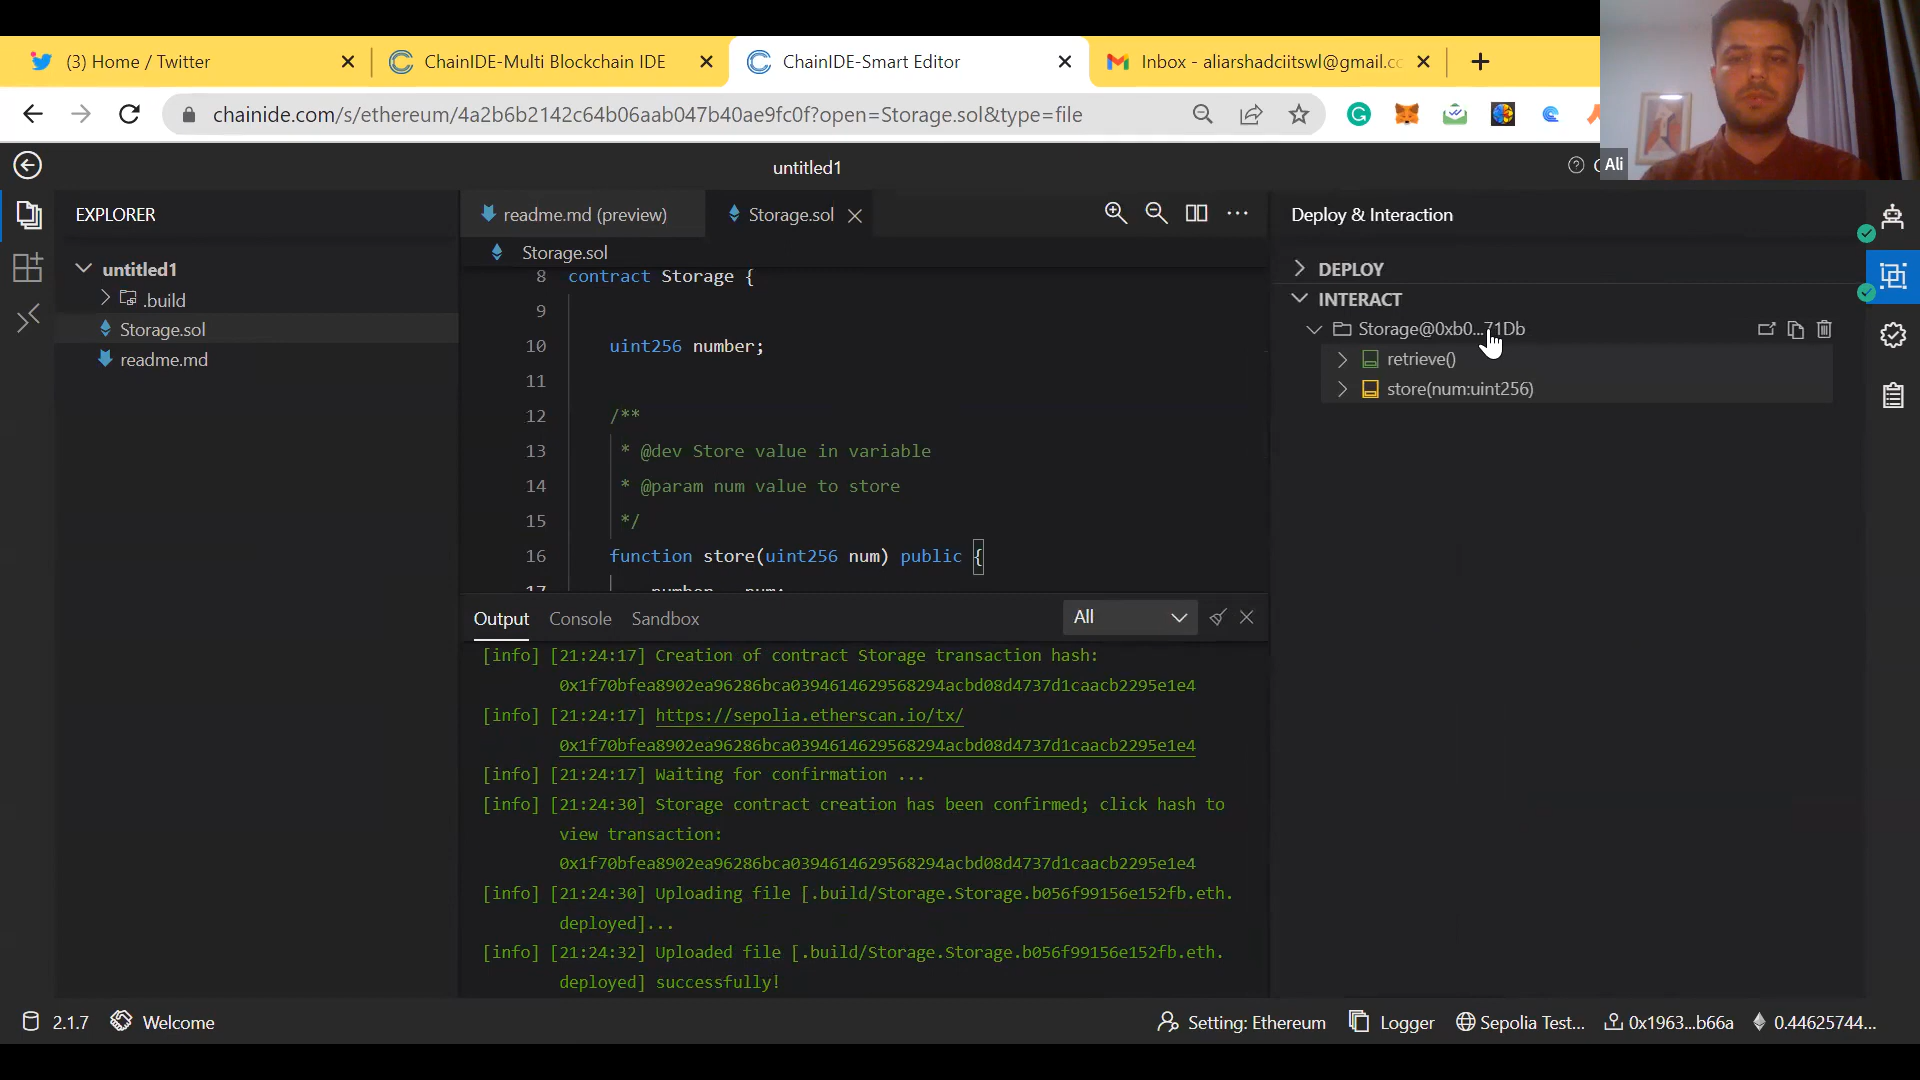 (3) Home / Twitter
ChainIDE-Multi Blockchain IDE
ChainIDE-Smart Editor
Inbox - aliarshadciitswl@gmail.cc
chainide.com/s/ethereum/4a2b6b2142c64b06aab047b40ae9fc0f?open=Storage.sol&type=file
Ali
untitled1
EXPLORER
untitled1
.build
Storage.sol
readme.md
readme.md (preview)
Storage.sol
Storage.sol
8 contract Storage {
9
10 uint256 number;
11
12 /**
13 * @dev Store value in variable
14 * @param num value to store
15 */
16 function store(uint256 num) public {
17 number = num;
Output
Console
Sandbox
All
[info] [21:24:17] Creation of contract Storage transaction hash:
0x1f70bfea8902ea96286bca0394614629568294acbd08d4737d1caacb2295e1e4
[info] [21:24:17] https://sepolia.etherscan.io/tx/
0x1f70bfea8902ea96286bca0394614629568294acbd08d4737d1caacb2295e1e4
[info] [21:24:17] Waiting for confirmation ...
[info] [21:24:30] Storage contract creation has been confirmed; click hash to
view transaction:
0x1f70bfea8902ea96286bca0394614629568294acbd08d4737d1caacb2295e1e4
[info] [21:24:30] Uploading file [.build/Storage.Storage.b056f99156e152fb.eth.
deployed]...
[info] [21:24:32] Uploaded file [.build/Storage.Storage.b056f99156e152fb.eth.
deployed] successfully!
Deploy & Interaction
DEPLOY
INTERACT
Storage@0xb0...71Db
retrieve()
store(num:uint256)
2.1.7
Welcome
Setting: Ethereum
Logger
Sepolia Test...
0x1963...b66a
0.44625744...